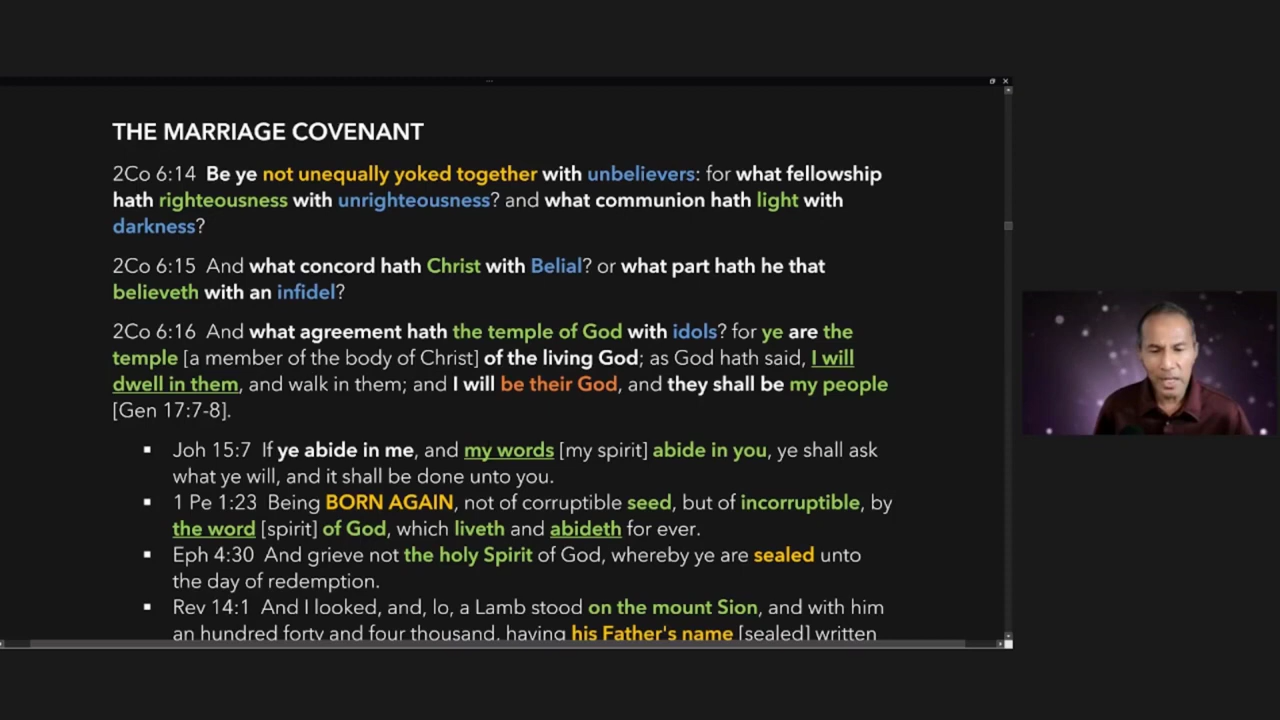 THE MARRIAGE COVENANT
2Co 6:14 Be ye not unequally yoked together with unbelievers: for what fellowship
hath righteousness with unrighteousness? and what communion hath light with
darkness?
2Co 6:15 And what concord hath Christ with Belial? or what part hath he that
believeth with an infidel?
2Co 6:16 And what agreement hath the temple of God with idols? for ye are the
temple [a member of the body of Christ] of the living God; as God hath said, I will
dwell in them, and walk in them; and I will be their God, and they shall be my people
[Gen 17:7-8].
▪ Joh 15:7 If ye abide in me, and my words [my spirit] abide in you, ye shall ask
what ye will, and it shall be done unto you.
▪ 1 Pe 1:23 Being BORN AGAIN, not of corruptible seed, but of incorruptible, by
the word [spirit] of God, which liveth and abideth for ever.
▪ Eph 4:30 And grieve not the holy Spirit of God, whereby ye are sealed unto
the day of redemption.
▪ Rev 14:1 And I looked, and, lo, a Lamb stood on the mount Sion, and with him
an hundred forty and four thousand, having his Father's name [sealed] written